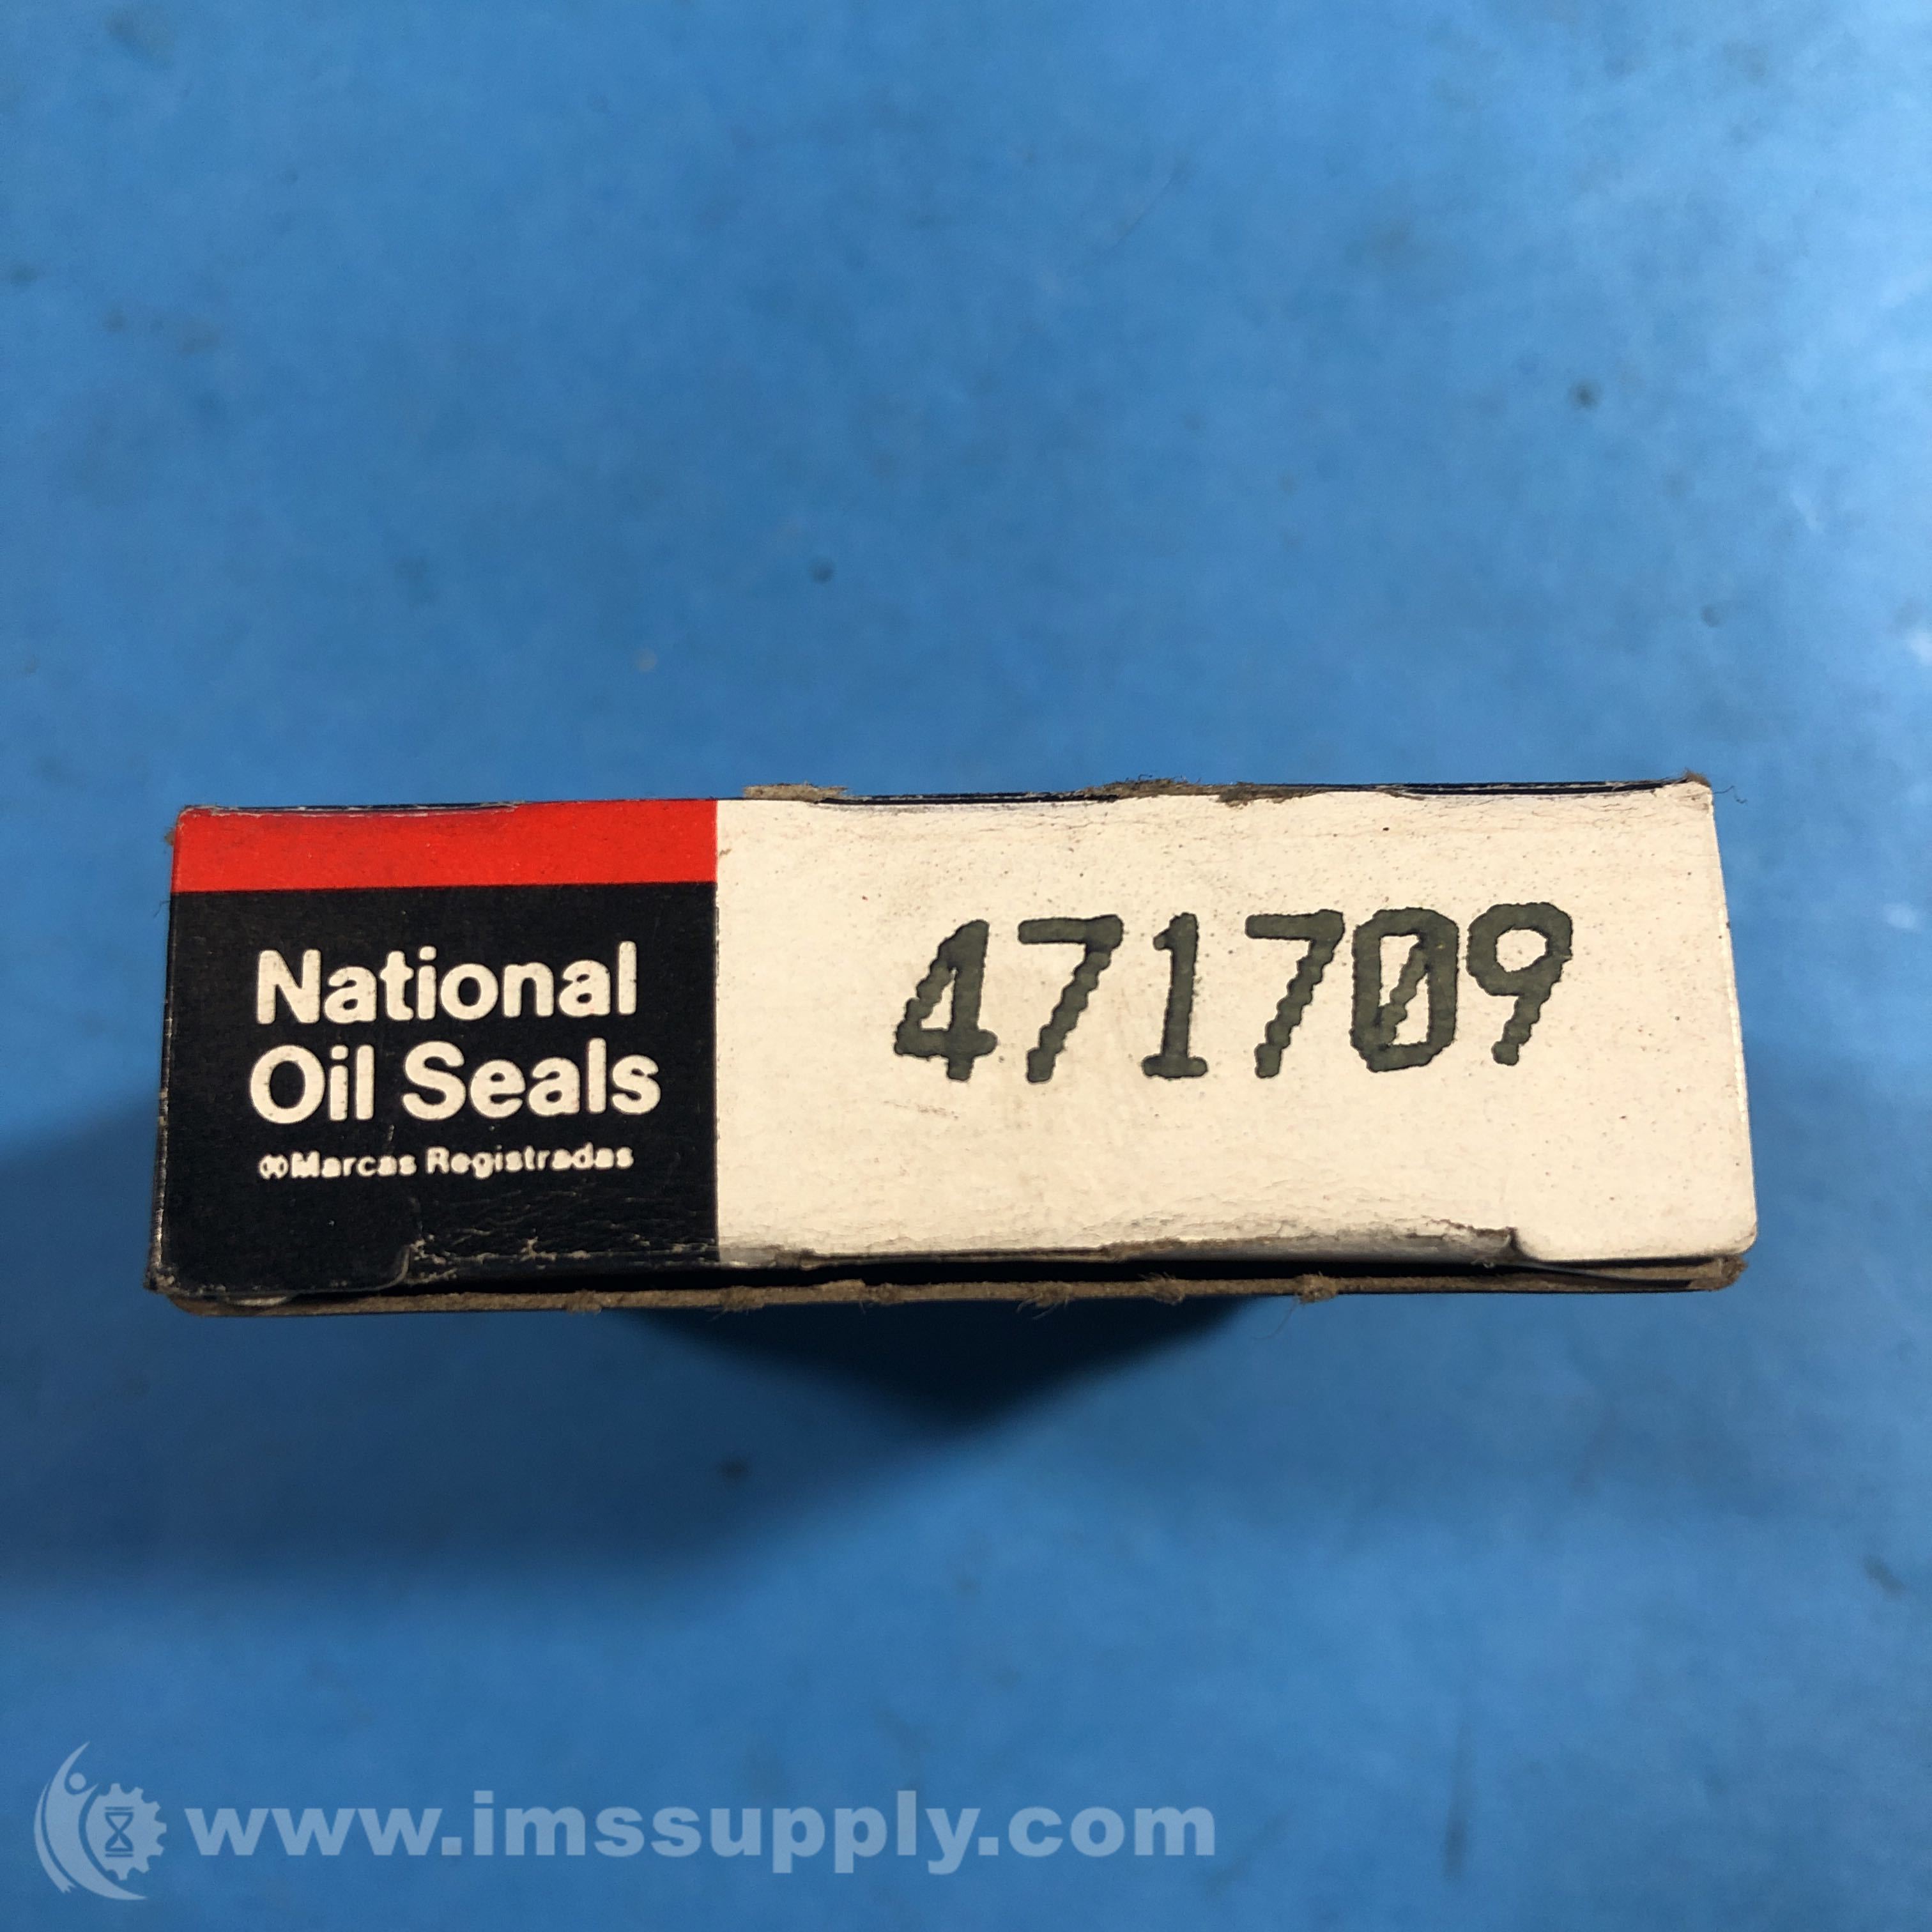 National
Oil Seals
®Marcas Registradas
471709
www.imssupply.com